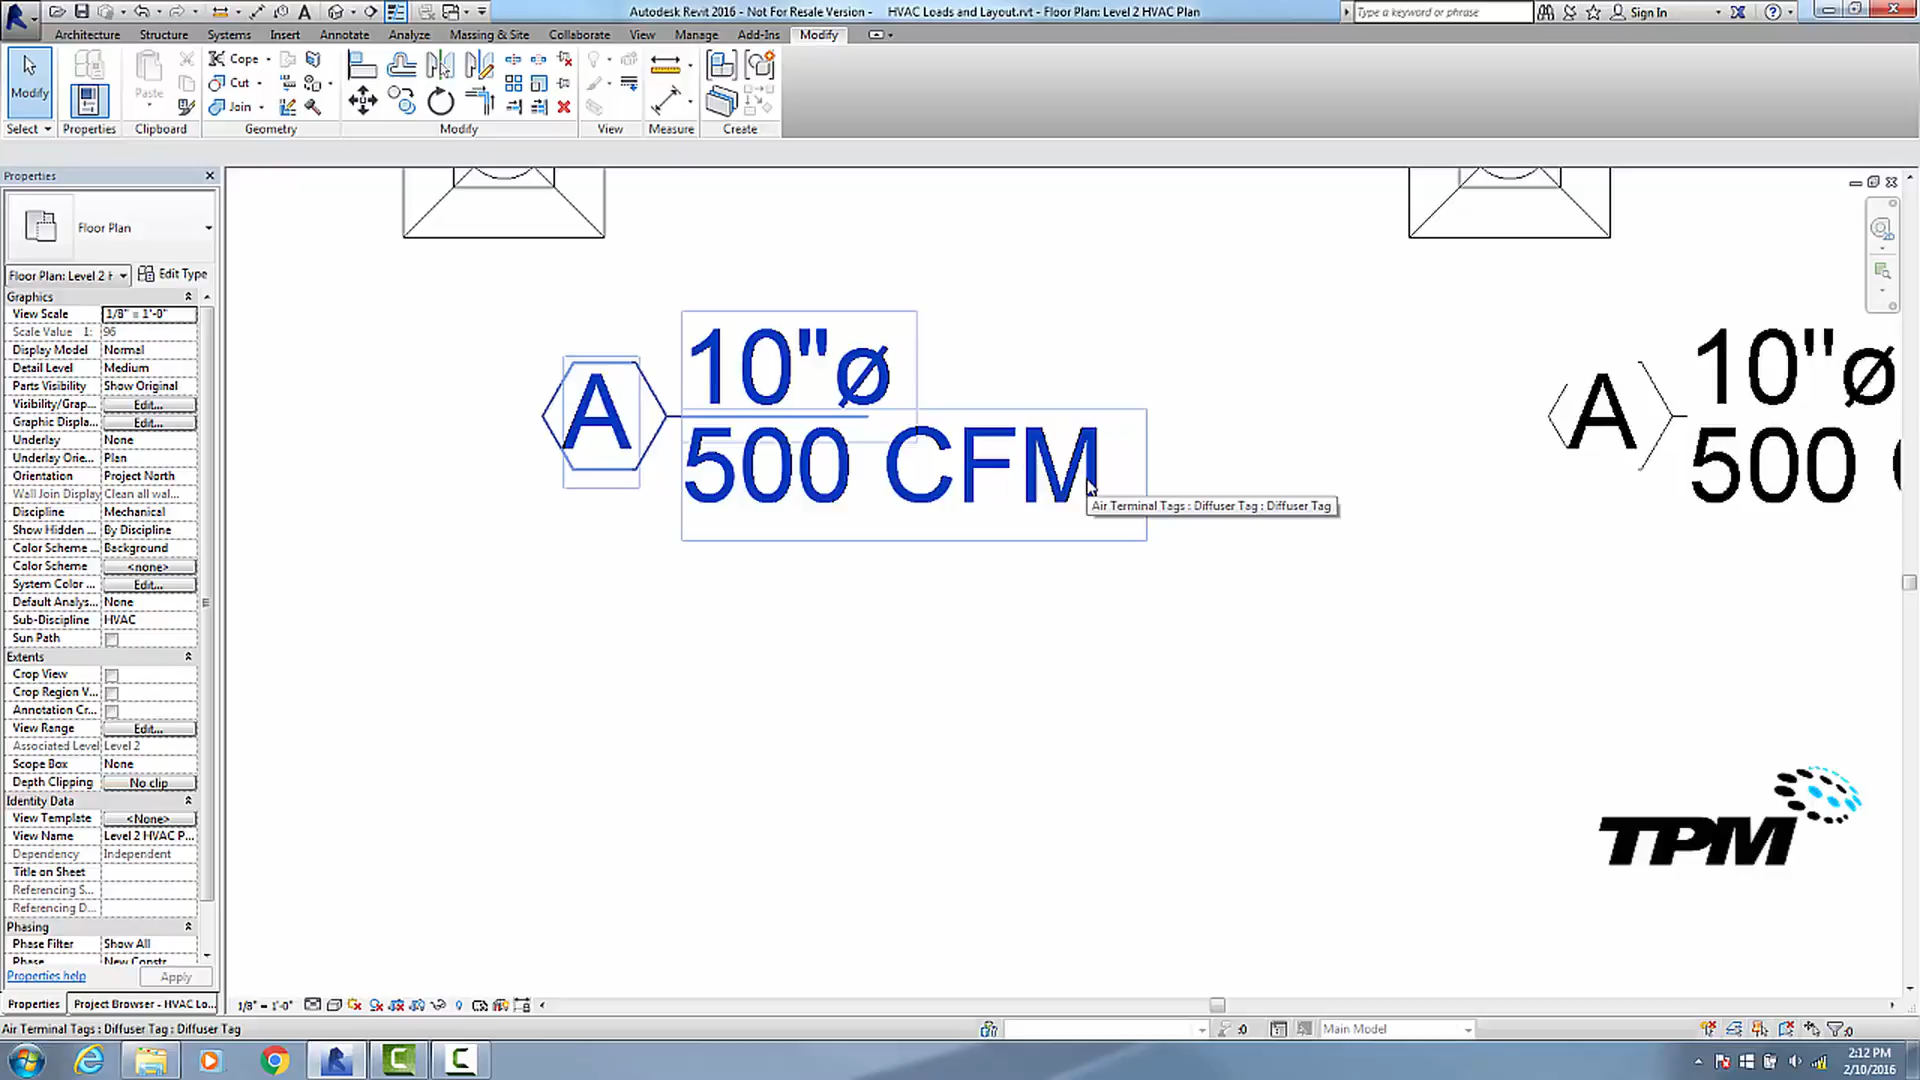 Autodesk Revit 2016 - Not For Resale Version - HVAC Loads and Layout.rvt - Floor Plan: Level 2 HVAC Plan
Type a keyword or phrase
Sign In
Architecture Structure Systems Insert Annotate Analyze Massing & Site Collaborate View Manage Add-Ins Modify
Modify
Paste
Cope
Cut
Join
Select Properties Clipboard Geometry Modify View Measure Create
Properties
Floor Plan
Floor Plan: Level 2 H Edit Type
Graphics
View Scale 1/8" = 1'-0"
Scale Value 1: 96
Display Model Normal
Detail Level Medium
Parts Visibility Show Original
Visibility/Grap... Edit...
Graphic Displa... Edit...
Underlay None
Underlay Orie... Plan
Orientation Project North
Wall Join Display Clean all wal...
Discipline Mechanical
Show Hidden ... By Discipline
Color Scheme ... Background
Color Scheme <none>
System Color ... Edit...
Default Analys... None
Sub-Discipline HVAC
Sun Path
Extents
Crop View
Crop Region V...
Annotation Cr...
View Range Edit...
Associated Level Level 2
Scope Box None
Depth Clipping No clip
Identity Data
View Template <None>
View Name Level 2 HVAC P...
Dependency Independent
Title on Sheet
Referencing S...
Referencing D...
Phasing
Phase Filter Show All
Phase New Constr
Properties help Apply
Properties Project Browser - HVAC Lo...
A
10"ø
500 CFM
Air Terminal Tags : Diffuser Tag : Diffuser Tag
A
10"ø
500
TPM
1/8" = 1'-0"
Air Terminal Tags : Diffuser Tag : Diffuser Tag
:0
Main Model
:0
2:12 PM
2/10/2016